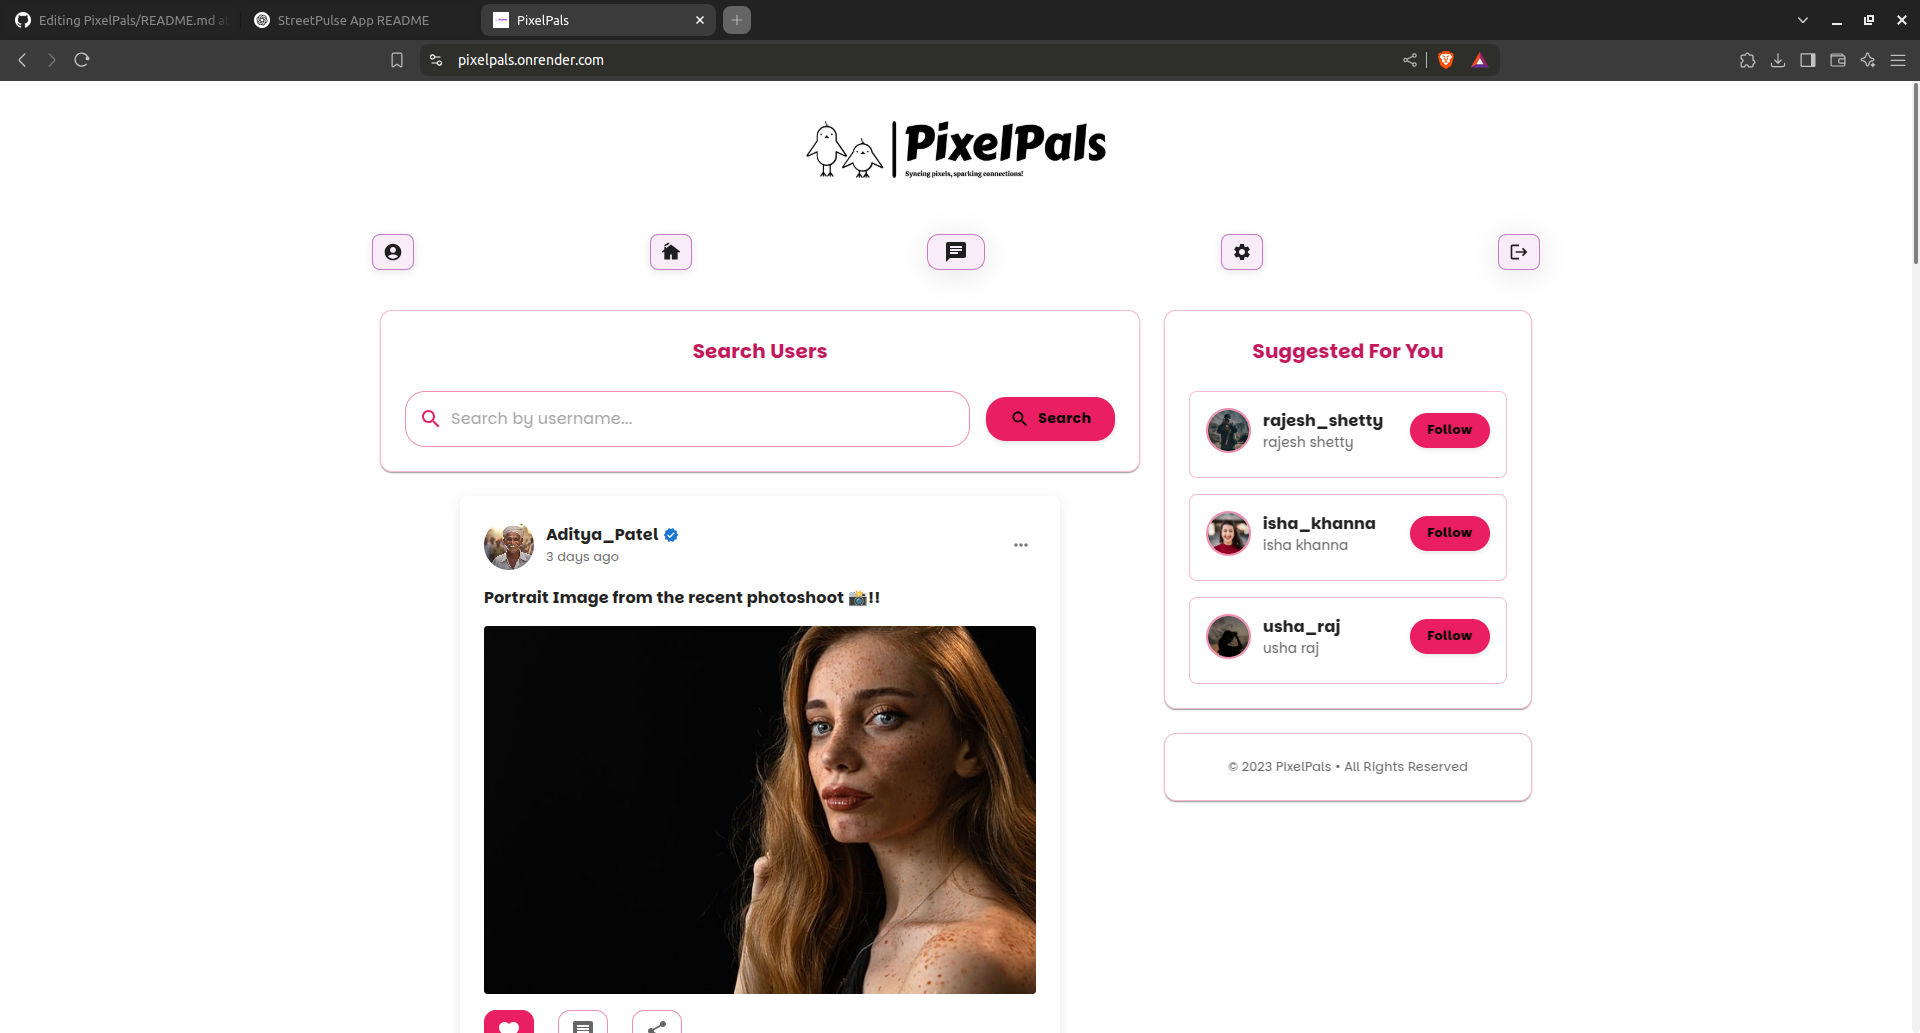 Editing PixelPals/README.md at
StreetPulse App README
PixelPals
pixelpals.onrender.com
PixelPals
Syncing pixels, sparking connections!
Search Users
Search by username...
Search
Aditya_Patel
3 days ago
Portrait Image from the recent photoshoot 📸!!
Suggested For You
rajesh_shetty
rajesh shetty
Follow
isha_khanna
isha khanna
Follow
usha_raj
usha raj
Follow
© 2023 PixelPals • All Rights Reserved